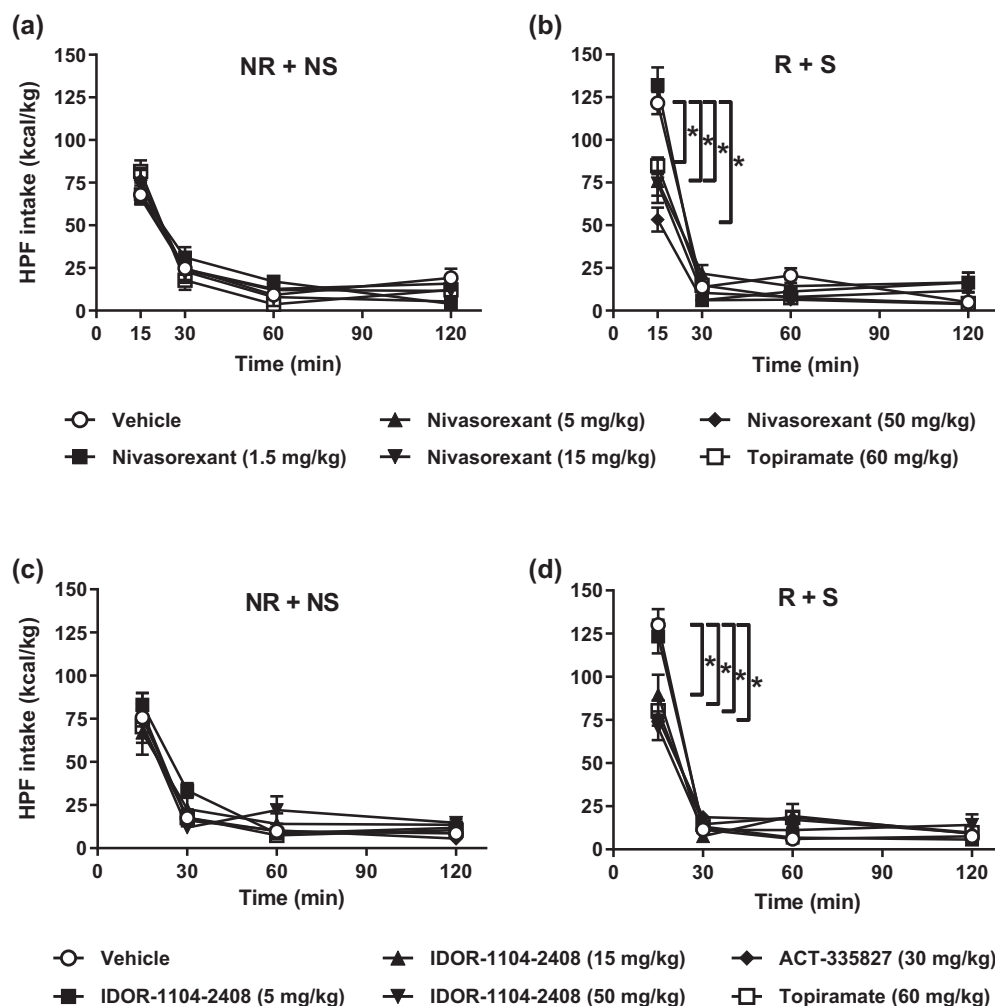 (a)
NR + NS
HPF intake (kcal/kg)
150
125
100
75
50
25
0
0 15 30 60 90 120
Time (min)
(b)
R + S
150
125
100
75
50
25
0
* * * *
0 15 30 60 90 120
Time (min)
Vehicle
Nivasorexant (5 mg/kg)
Nivasorexant (50 mg/kg)
Nivasorexant (1.5 mg/kg)
Nivasorexant (15 mg/kg)
Topiramate (60 mg/kg)
(c)
NR + NS
HPF intake (kcal/kg)
150
125
100
75
50
25
0
0 30 60 90 120
Time (min)
(d)
R + S
150
125
100
75
50
25
0
* * * *
0 30 60 90 120
Time (min)
Vehicle
IDOR-1104-2408 (15 mg/kg)
ACT-335827 (30 mg/kg)
IDOR-1104-2408 (5 mg/kg)
IDOR-1104-2408 (50 mg/kg)
Topiramate (60 mg/kg)